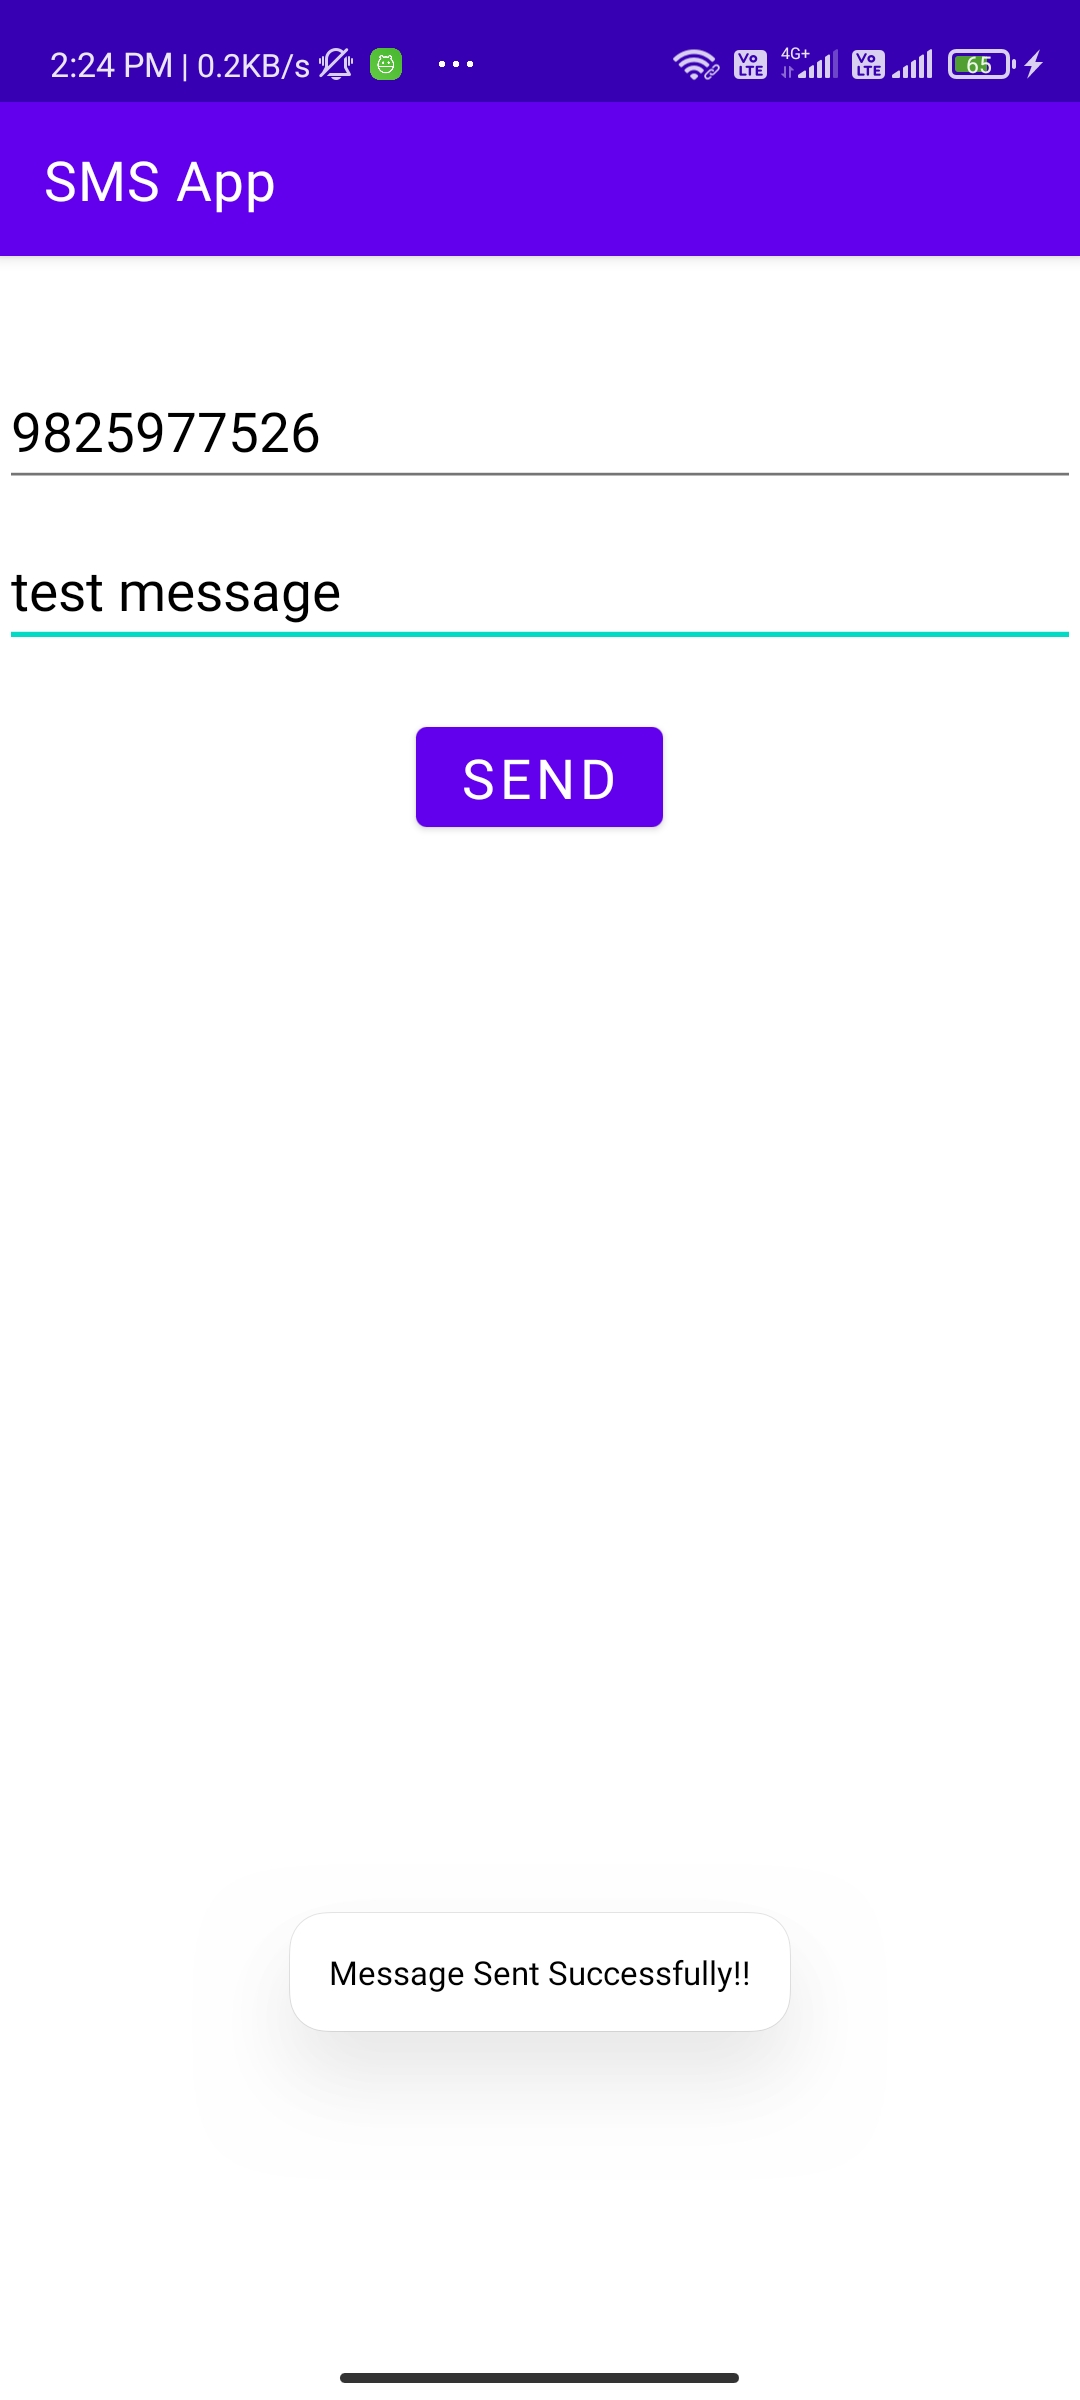 2:24 PM | 0.2KB/s ... Vo LTE 4G+ Vo LTE 65
SMS App
9825977526
test message
SEND
Message Sent Successfully!!